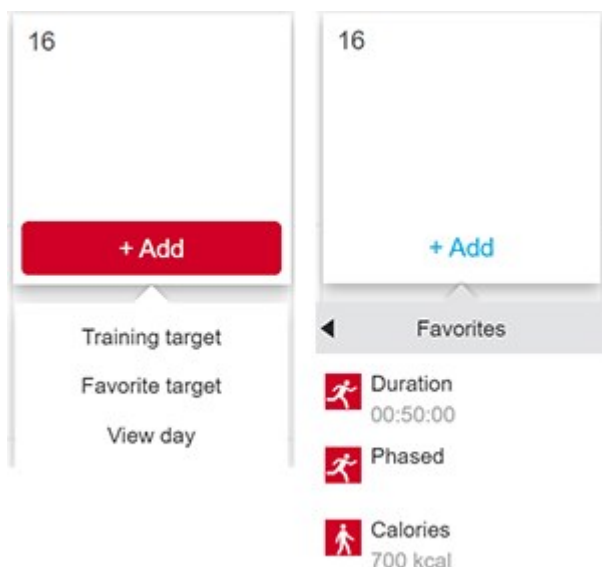 16
+ Add
Training target
Favorite target
View day
16
+ Add
Favorites
Duration
00:50:00
Phased
Calories
700 kcal